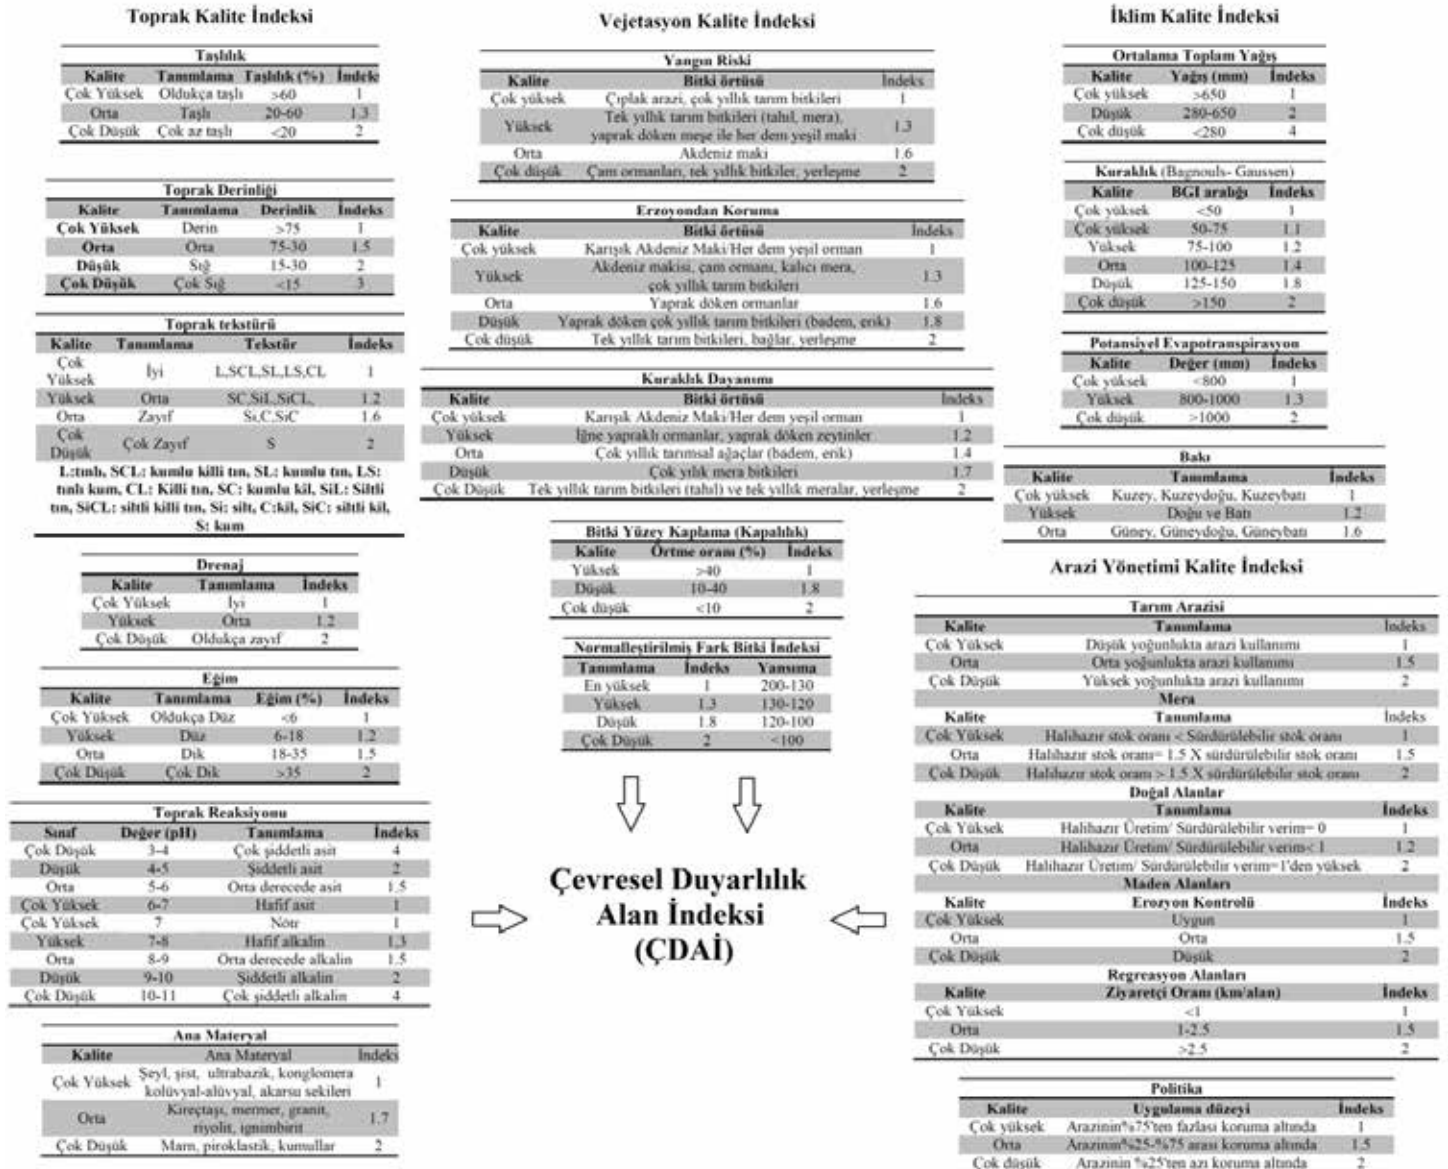 Toprak Kalite İndeksi
Taşlılık
Kalite Tanımlama Taşlılık (%) İndeks
Çok Yüksek Oldukça taşlı >60 1
Orta Taşlı 20-60 1.3
Çok Düşük Çok az taşlı <20 2
Toprak Derinliği
Kalite Tanımlama Derinlik İndeks
Çok Yüksek Derin >75 1
Orta Orta 75-30 1.5
Düşük Sığ 15-30 2
Çok Düşük Çok Sığ <15 3
Toprak tekstürü
Kalite Tanımlama Tekstür İndeks
Çok Yüksek İyi L,SCL,SL,LS,CL 1
Yüksek Orta SC,SiL,SiCL, 1.2
Orta Zayıf Si,C,SiC 1.6
Çok Düşük Çok Zayıf S 2
L:tınlı, SCL: kumlu killi tın, SL: kumlu tın, LS:
tınlı kum, CL: Killi tın, SC: kumlu kil, SiL: Siltli
tın, SiCL: siltli killi tın, Si: silt, C:kil, SiC: siltli kil,
S: kum
Drenaj
Kalite Tanımlama İndeks
Çok Yüksek İyi 1
Yüksek Orta 1.2
Çok Düşük Oldukça zayıf 2
Eğim
Kalite Tanımlama Eğim (%) İndeks
Çok Yüksek Oldukça Düz <6 1
Yüksek Düz 6-18 1.2
Orta Dik 18-35 1.5
Çok Düşük Çok Dik >35 2
Toprak Reaksiyonu
Sınıf Değer (pH) Tanımlama İndeks
Çok Düşük 3-4 Çok şiddetli asit 4
Düşük 4-5 Şiddetli asit 2
Orta 5-6 Orta derecede asit 1.5
Çok Yüksek 6-7 Hafif asit 1
Çok Yüksek 7 Nötr 1
Yüksek 7-8 Hafif alkalin 1.3
Orta 8-9 Orta derecede alkalin 1.5
Düşük 9-10 Şiddetli alkalin 2
Çok Düşük 10-11 Çok şiddetli alkalin 4
Ana Materyal
Kalite Ana Materyal İndeks
Çok Yüksek Şeyl, şist, ultrabazik, konglomera
kolüvyal-alüvyal, akarsu sekileri 1
Orta Kireçtaşı, mermer, granit,
riyolit, ignimbirit 1.7
Çok Düşük Marn, piroklastik, kumullar 2
Vejetasyon Kalite İndeksi
Yangın Riski
Kalite Bitki örtüsü İndeks
Çok yüksek Çıplak arazi, çok yıllık tarım bitkileri 1
Yüksek Tek yıllık tarım bitkileri (tahıl, mera),
yaprak döken meşe ile her dem yeşil maki 1.3
Orta Akdeniz maki 1.6
Çok düşük Çam ormanları, tek yıllık bitkiler, yerleşme 2
Erzoyondan Koruma
Kalite Bitki örtüsü İndeks
Çok yüksek Karışık Akdeniz Maki/Her dem yeşil orman 1
Yüksek Akdeniz makisi, çam ormanı, kalıcı mera,
çok yıllık tarım bitkileri 1.3
Orta Yaprak döken ormanlar 1.6
Düşük Yaprak döken çok yıllık tarım bitkileri (badem, erik) 1.8
Çok düşük Tek yıllık tarım bitkileri, bağlar, yerleşme 2
Kuraklık Dayanımı
Kalite Bitki örtüsü İndeks
Çok yüksek Karışık Akdeniz Maki/Her dem yeşil orman 1
Yüksek İğne yapraklı ormanlar, yaprak döken zeytinler 1.2
Orta Çok yıllık tarımsal ağaçlar (badem, erik) 1.4
Düşük Çok yılık mera bitkileri 1.7
Çok Düşük Tek yıllık tarım bitkileri (tahıl) ve tek yıllık meralar, yerleşme 2
Bitki Yüzey Kaplama (Kapalılık)
Kalite Örtme oranı (%) İndeks
Yüksek >40 1
Düşük 10-40 1.8
Çok düşük <10 2
Normalleştirilmiş Fark Bitki İndeksi
Tanımlama İndeks Yansıma
En yüksek 1 200-130
Yüksek 1.3 130-120
Düşük 1.8 120-100
Çok Düşük 2 <100
Çevresel Duyarlılık
Alan İndeksi
(ÇDAİ)
İklim Kalite İndeksi
Ortalama Toplam Yağış
Kalite Yağış (mm) İndeks
Çok yüksek >650 1
Düşük 280-650 2
Çok düşük <280 4
Kuraklık (Bagnouls- Gaussen)
Kalite BGI aralığı İndeks
Çok yüksek <50 1
Çok yüksek 50-75 1.1
Yüksek 75-100 1.2
Orta 100-125 1.4
Düşük 125-150 1.8
Çok düşük >150 2
Potansiyel Evapotranspirasyon
Kalite Değer (mm) İndeks
Çok yüksek <800 1
Yüksek 800-1000 1.3
Çok düşük >1000 2
Bakı
Kalite Tanımlama İndeks
Çok yüksek Kuzey, Kuzeydoğu, Kuzeybatı 1
Yüksek Doğu ve Batı 1.2
Orta Güney, Güneydoğu, Güneybatı 1.6
Arazi Yönetimi Kalite İndeksi
Tarım Arazisi
Kalite Tanımlama İndeks
Çok Yüksek Düşük yoğunlukta arazi kullanımı 1
Orta Orta yoğunlukta arazi kullanımı 1.5
Çok Düşük Yüksek yoğunlukta arazi kullanımı 2
Mera
Kalite Tanımlama İndeks
Çok Yüksek Halihazır stok oranı < Sürdürülebilir stok oranı 1
Orta Halihazır stok oranı= 1.5 X sürdürülebilir stok oranı 1.5
Çok Düşük Halihazır stok oranı > 1.5 X sürdürülebilir stok oranı 2
Doğal Alanlar
Kalite Tanımlama İndeks
Çok Yüksek Halihazır Üretim/ Sürdürülebilir verim= 0 1
Orta Halihazır Üretim/ Sürdürülebilir verim< 1 1.2
Çok Düşük Halihazır Üretim/ Sürdürülebilir verim=1'den yüksek 2
Maden Alanları
Kalite Erozyon Kontrolü İndeks
Çok Yüksek Uygun 1
Orta Orta 1.5
Çok Düşük Düşük 2
Regreasyon Alanları
Kalite Ziyaretçi Oranı (km/alan) İndeks
Çok Yüksek <1 1
Orta 1-2.5 1.5
Çok Düşük >2.5 2
Politika
Kalite Uygulama düzeyi İndeks
Çok yüksek Arazinin%75'ten fazlası koruma altında 1
Orta Arazinin%25-%75 arası koruma altında 1.5
Çok düşük Arazinin %25'ten azı koruma altında 2